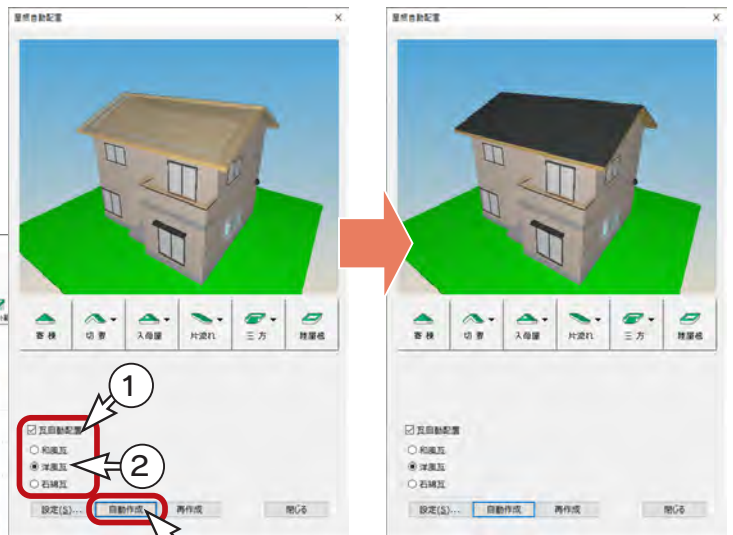 屋根自動配置
寄棟 切妻 入母屋 片流れ 三方 陸屋根
1
瓦自動配置
和風瓦
洋風瓦
2
石綿瓦
設定(S)... 自動作成 再作成 閉じる
屋根自動配置
寄棟 切妻 入母屋 片流れ 三方 陸屋根
瓦自動配置
和風瓦
洋風瓦
石綿瓦
設定(S)... 自動作成 再作成 閉じる